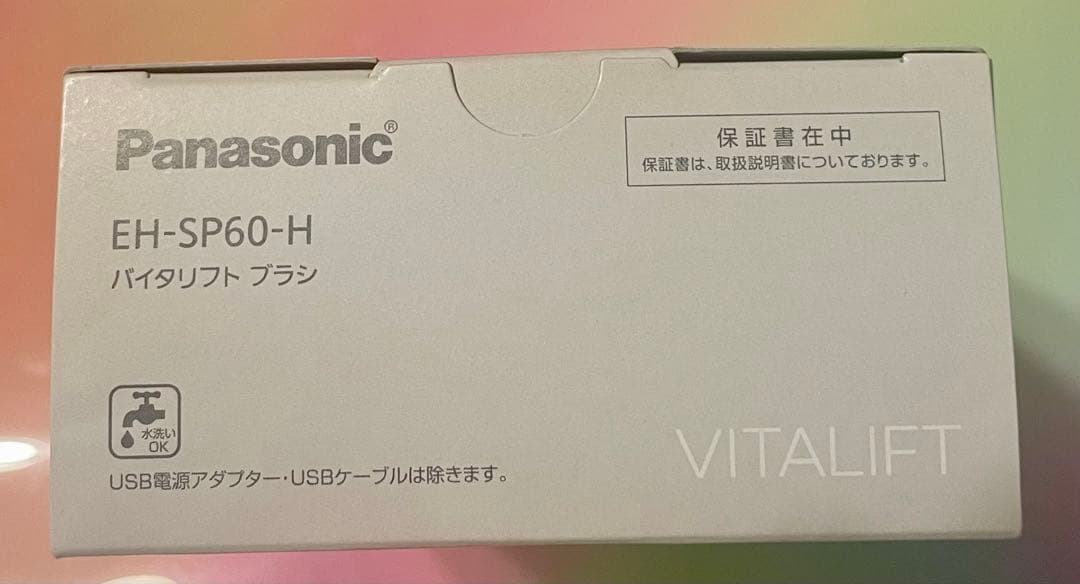 Panasonic®
保証書在中
保証書は、取扱説明書についております。
EH-SP60-H
バイタリフト ブラシ
水洗い
OK
USB電源アダプター・USBケーブルは除きます。
VITALIFT